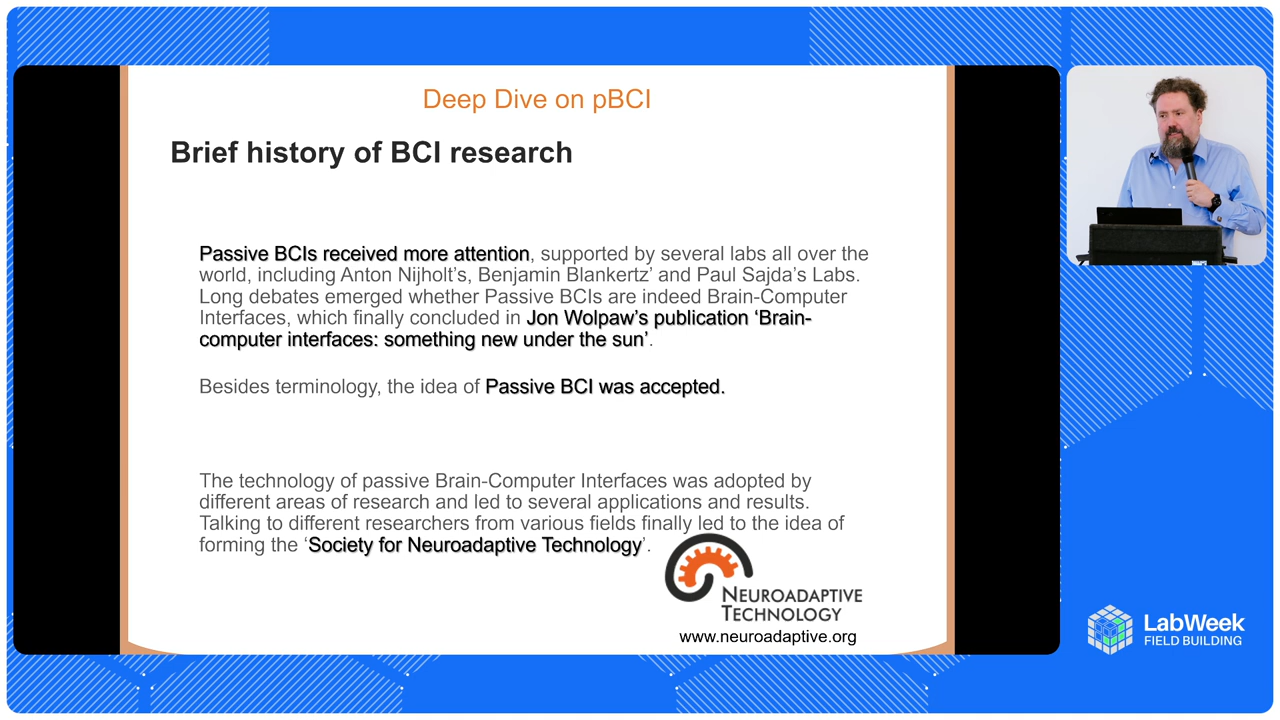 Deep Dive on pBCI
Brief history of BCI research
Passive BCIs received more attention, supported by several labs all over the
world, including Anton Nijholt’s, Benjamin Blankertz’ and Paul Sajda’s Labs.
Long debates emerged whether Passive BCIs are indeed Brain-Computer
Interfaces, which finally concluded in Jon Wolpaw’s publication ‘Brain-
computer interfaces: something new under the sun’.
Besides terminology, the idea of Passive BCI was accepted.
The technology of passive Brain-Computer Interfaces was adopted by
different areas of research and led to several applications and results.
Talking to different researchers from various fields finally led to the idea of
forming the ‘Society for Neuroadaptive Technology’.
NEUROADAPTIVE
TECHNOLOGY
www.neuroadaptive.org
LabWeek
FIELD BUILDING